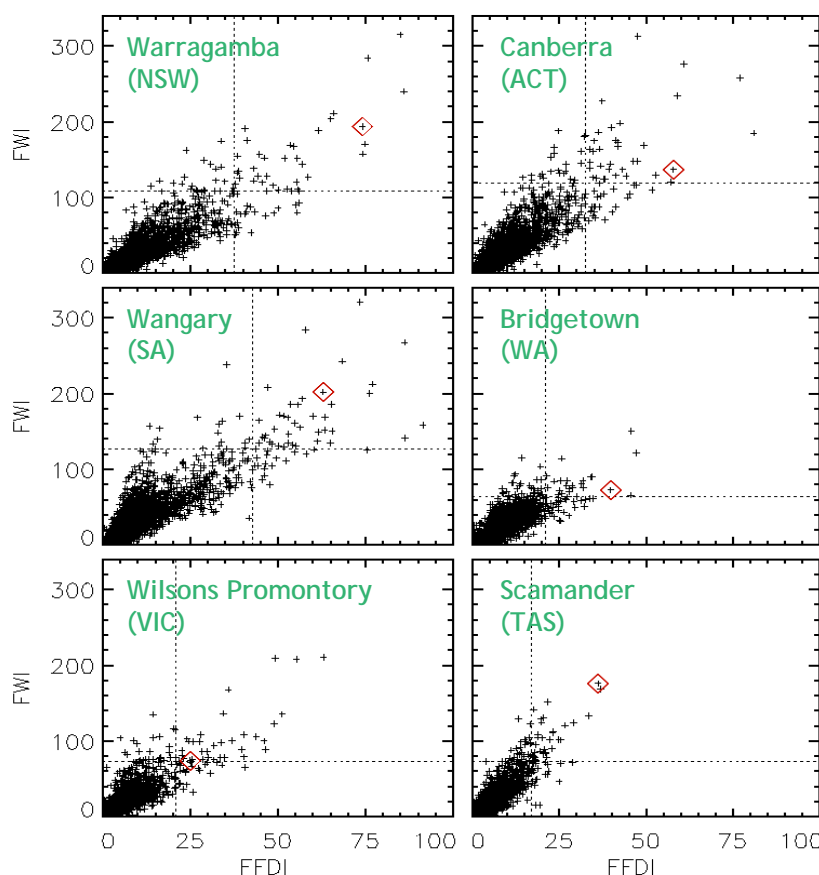 Warragamba
(NSW)
Canberra
(ACT)
300
200
100
0
FWI
Wangary
(SA)
Bridgetown
(WA)
300
200
100
0
FWI
Wilsons Promontory
(VIC)
Scamander
(TAS)
300
200
100
0
FWI
0 25 50 75 100
0 25 50 75 100
FFDI
FFDI